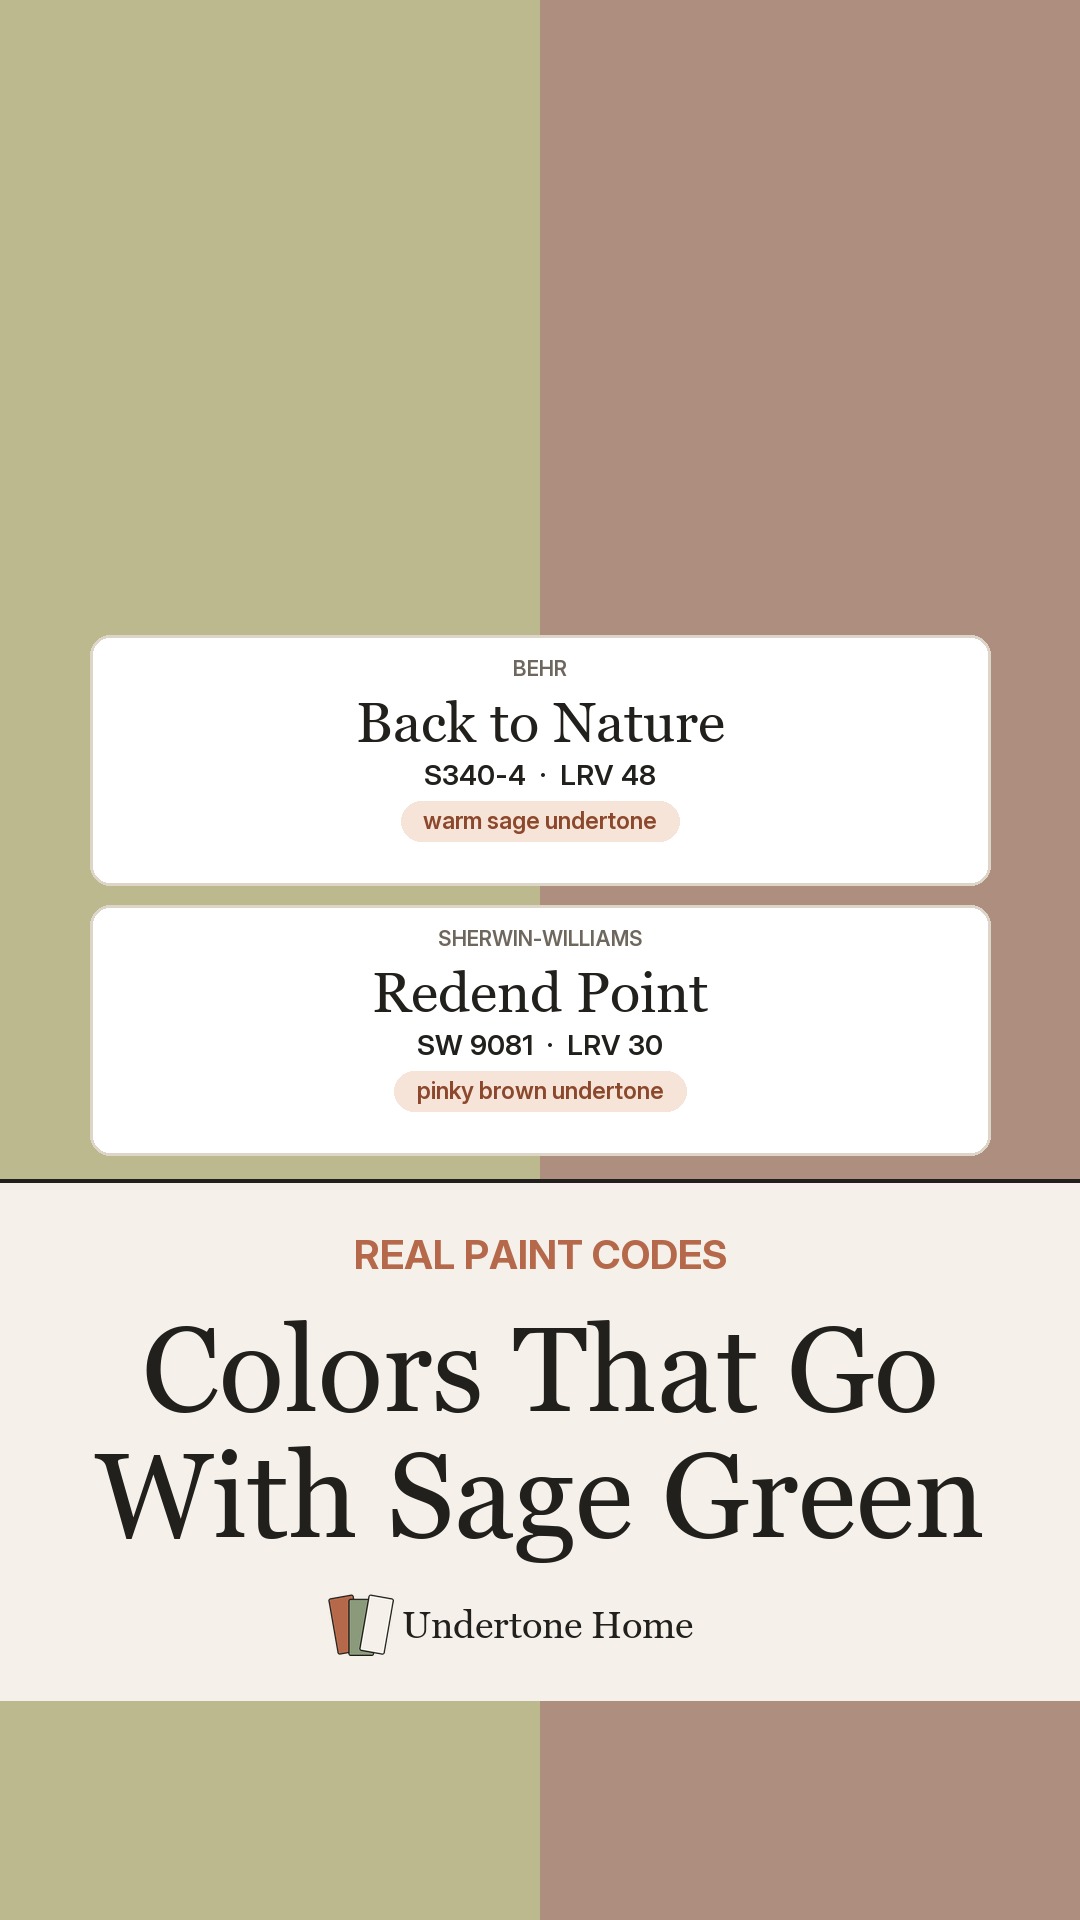 BEHR
Back to Nature
S340-4 · LRV 48
warm sage undertone
SHERWIN-WILLIAMS
Redend Point
SW 9081 · LRV 30
pinky brown undertone
REAL PAINT CODES
Colors That Go
With Sage Green
Undertone Home